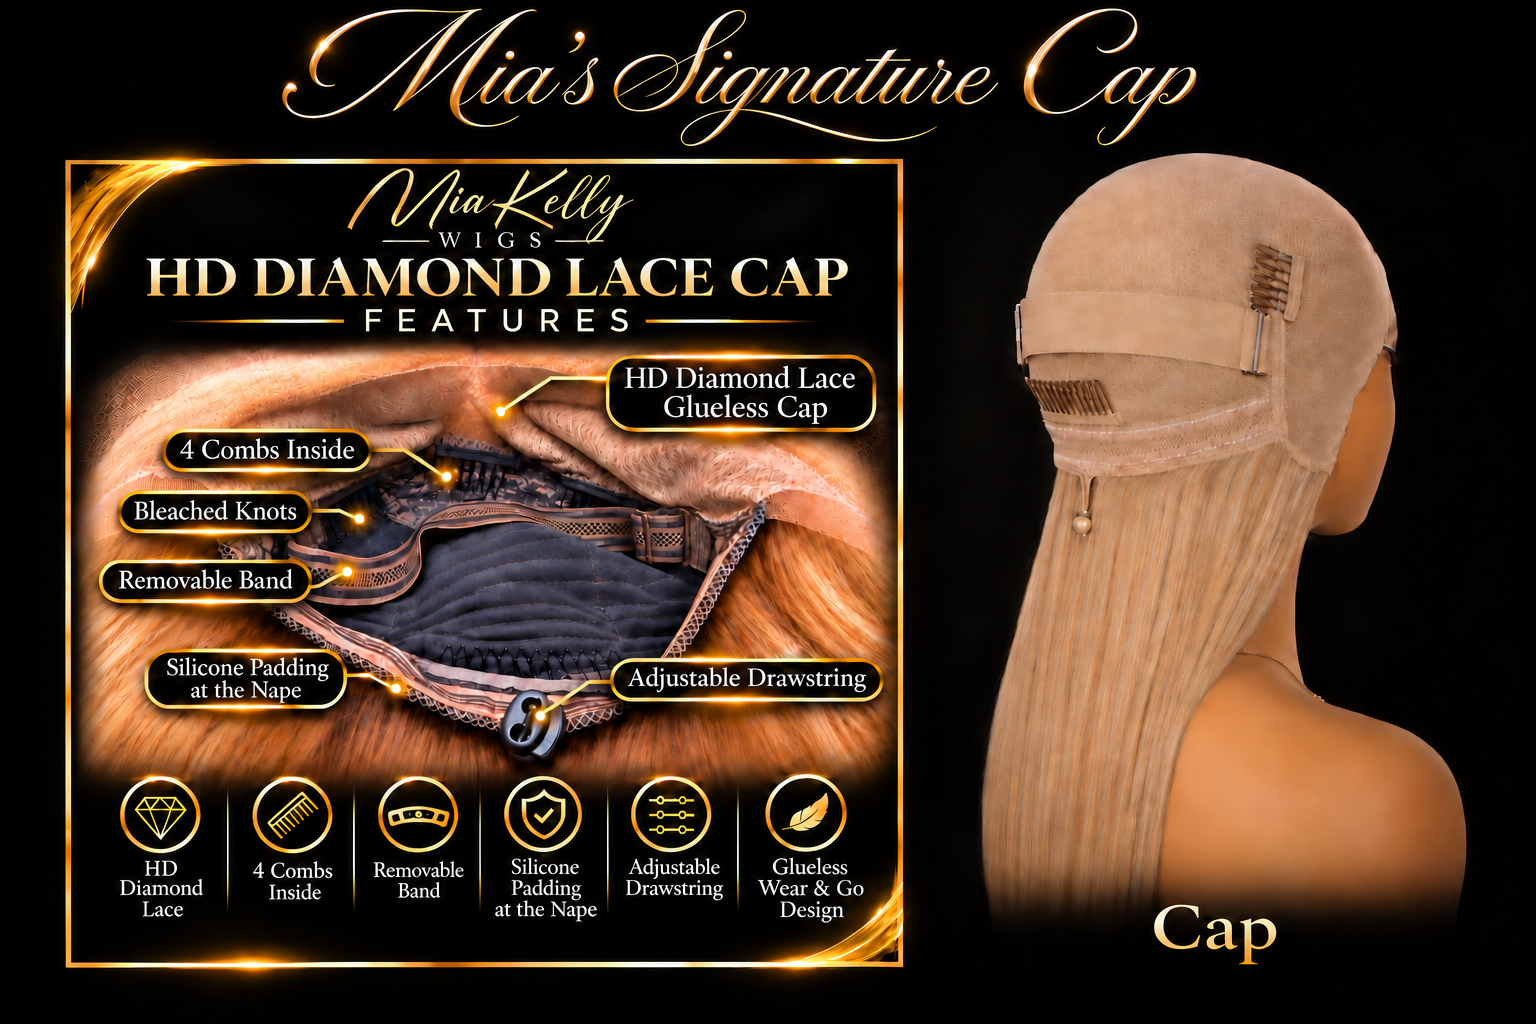 Mia's Signature Cap
Mia Kelly
WIGS
HD DIAMOND LACE CAP
FEATURES
HD Diamond Lace
Glueless Cap
4 Combs Inside
Bleached Knots
Removable Band
Silicone Padding
at the Nape
Adjustable Drawstring
HD
Diamond
Lace
4 Combs
Inside
Removable
Band
Silicone
Padding
at the Nape
Adjustable
Drawstring
Glueless
Wear & Go
Design
Cap